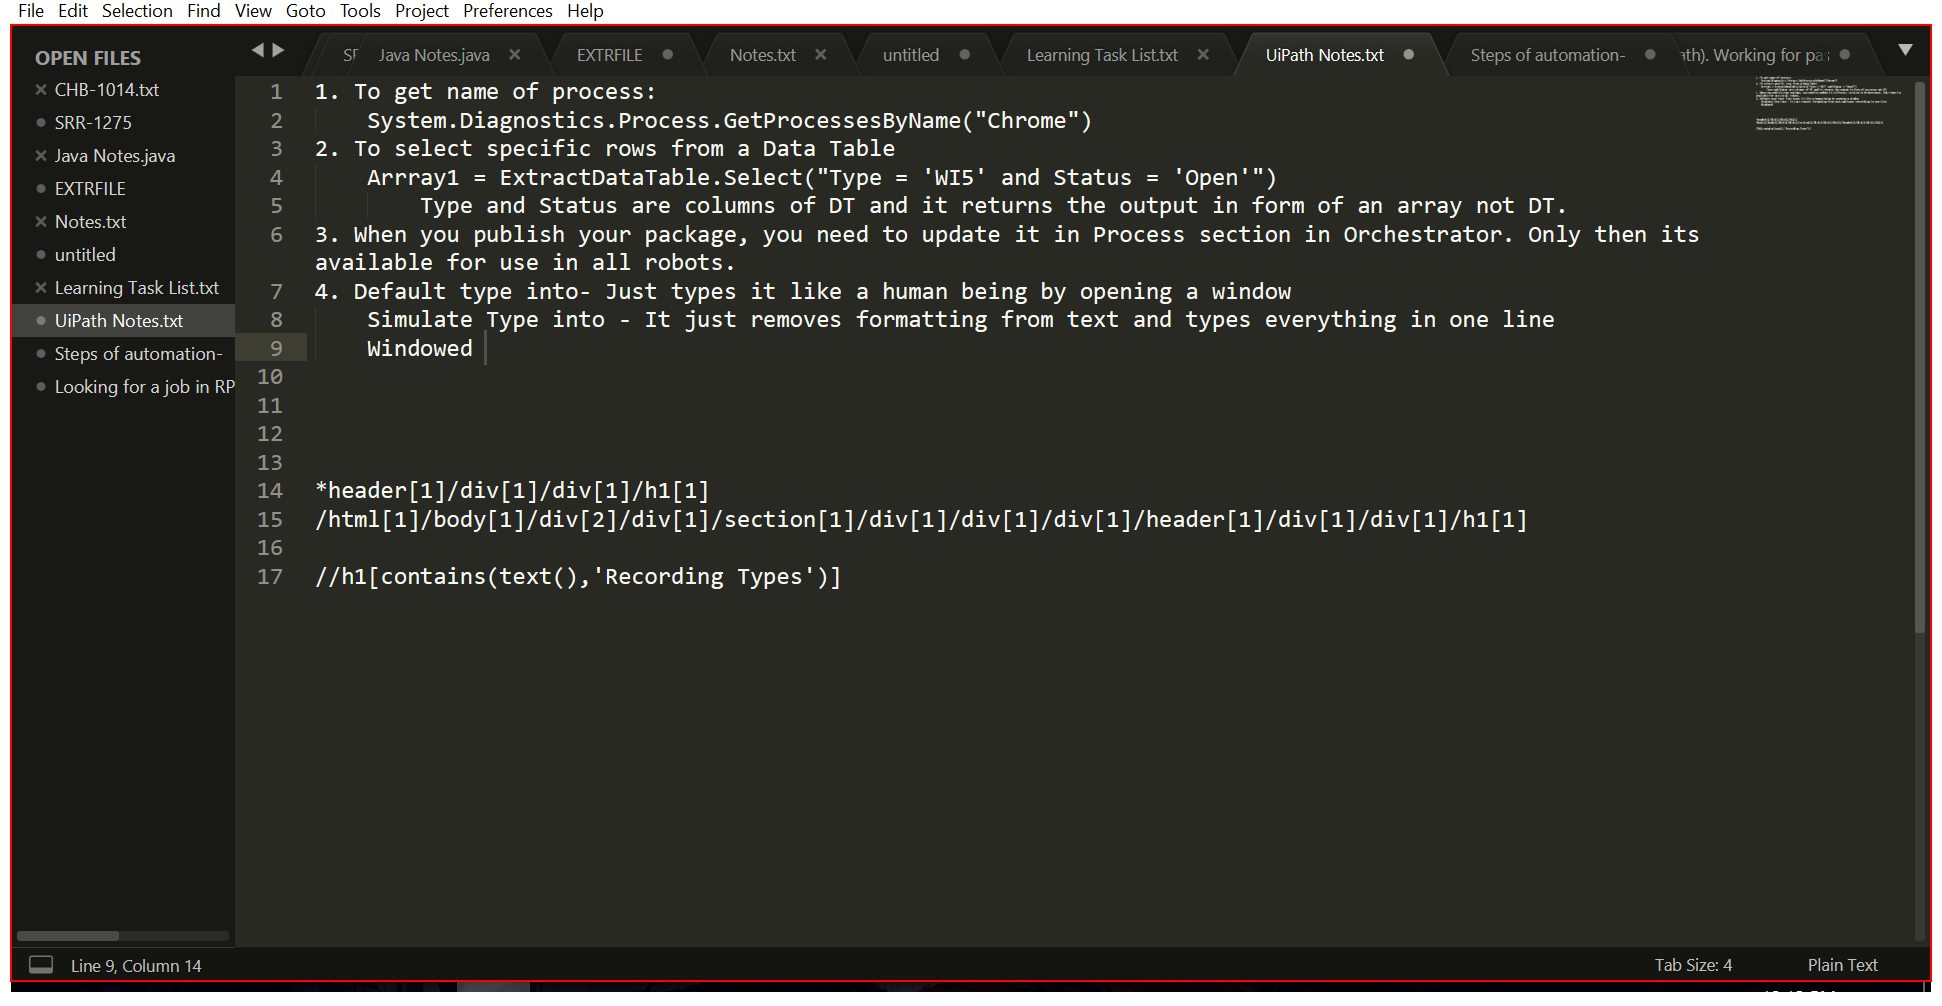 File Edit Selection Find View Goto Tools Project Preferences Help
OPEN FILES
CHB-1014.txt
SRR-1275
Java Notes.java
EXTRFILE
Notes.txt
untitled
Learning Task List.txt
UiPath Notes.txt
Steps of automation-
Looking for a job in RP
Java Notes.java EXTRFILE Notes.txt untitled Learning Task List.txt UiPath Notes.txt Steps of automation- Working for
1 1. To get name of process:
2 System.Diagnostics.Process.GetProcessesByName("Chrome")
3 2. To select specific rows from a Data Table
4 Arrray1 = ExtractDataTable.Select("Type = 'WI5' and Status = 'Open'")
5 Type and Status are columns of DT and it returns the output in form of an array not DT.
6 3. When you publish your package, you need to update it in Process section in Orchestrator. Only then its
available for use in all robots.
7 4. Default type into- Just types it like a human being by opening a window
8 Simulate Type into - It just removes formatting from text and types everything in one line
9 Windowed
10
11
12
13
14 *header[1]/div[1]/div[1]/h1[1]
15 /html[1]/body[1]/div[2]/div[1]/section[1]/div[1]/div[1]/div[1]/header[1]/div[1]/div[1]/h1[1]
16
17 //h1[contains(text(),'Recording Types')]
Line 9, Column 14 Tab Size: 4 Plain Text